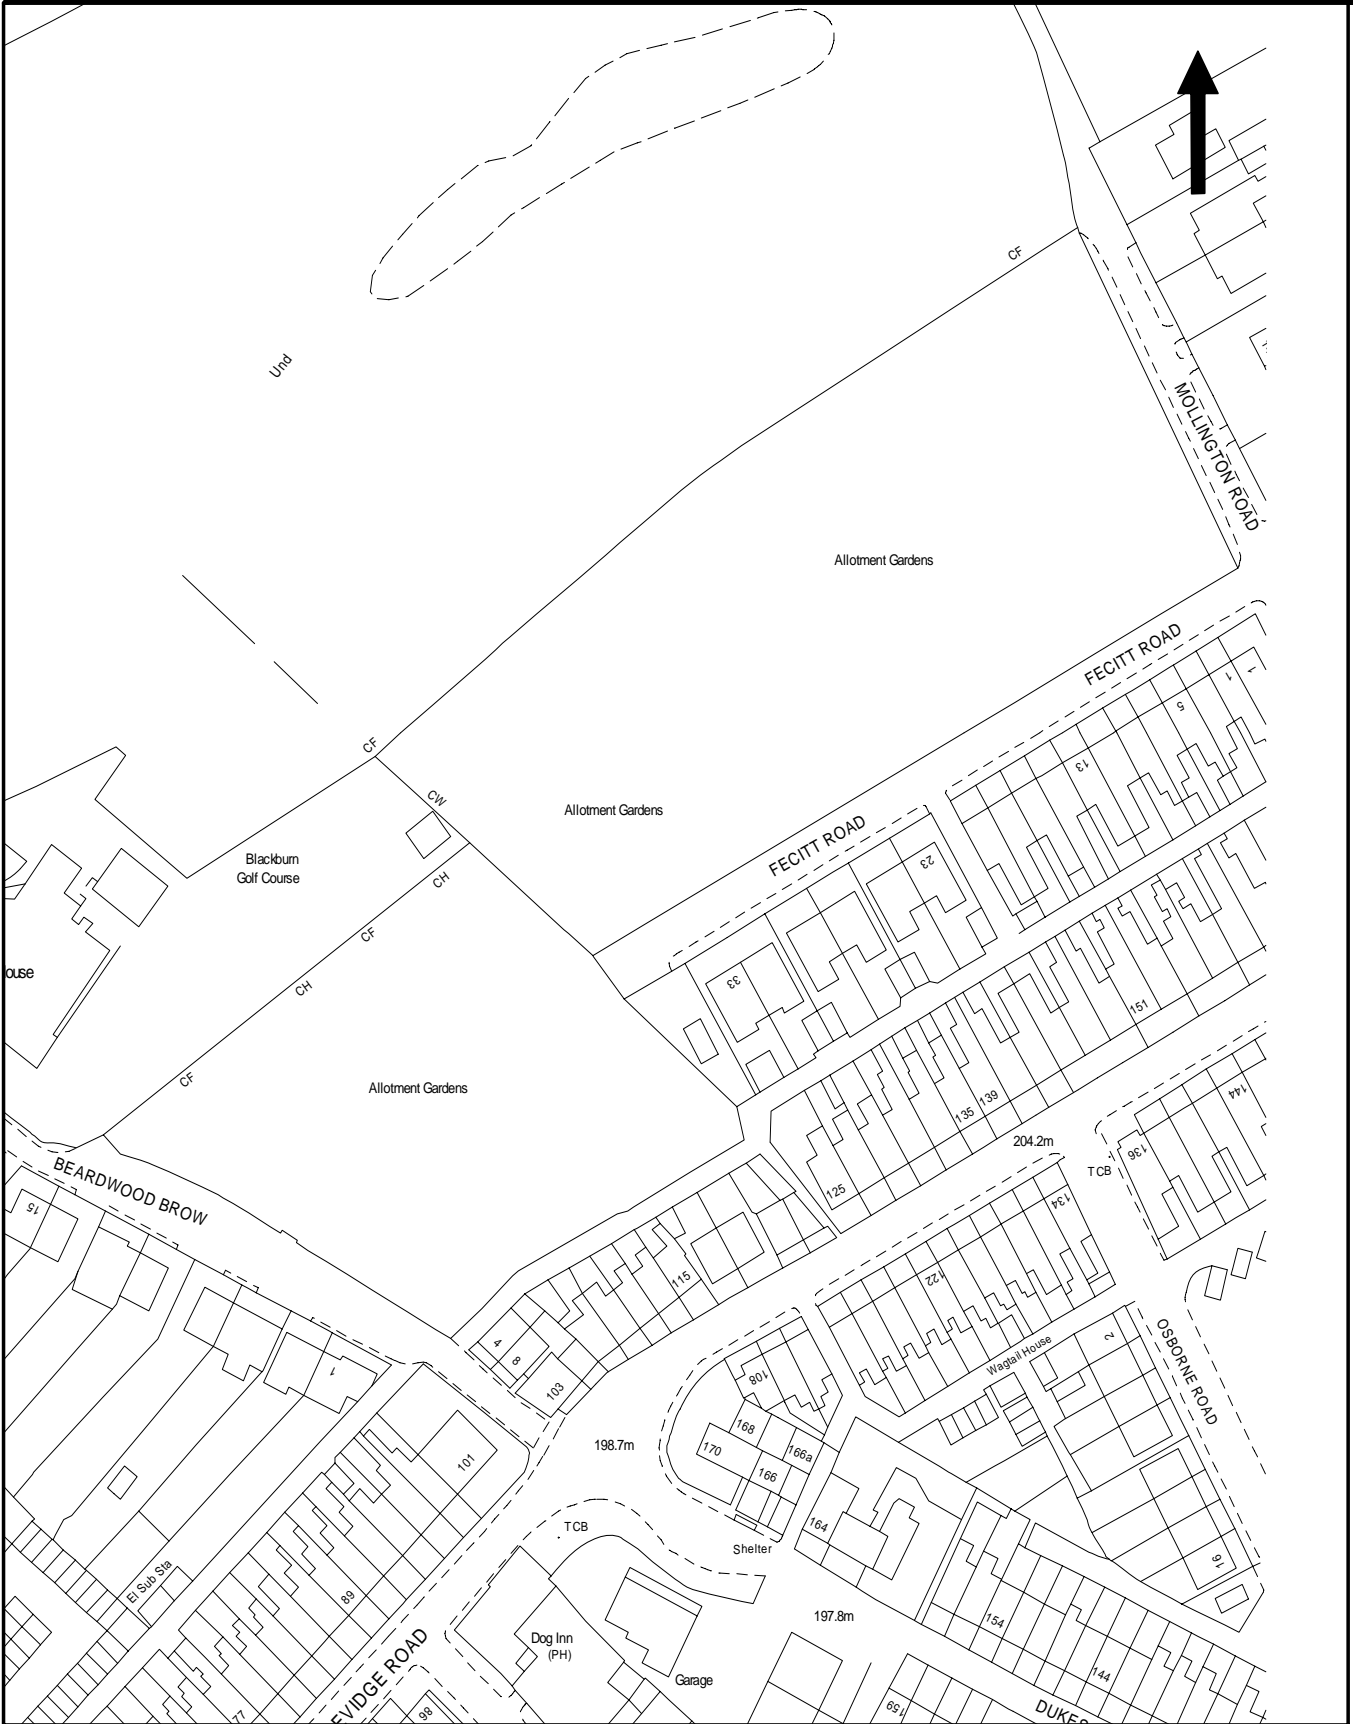 CF
Und
MOLLINGTON ROAD
Allotment Gardens
FECITT ROAD
1
1
5
13
CF
CW
Allotment Gardens
FECITT ROAD
23
Blackburn
Golf Course
CH
CF
ouse
CH
33
151
CF
Allotment Gardens
135
139
144
204.2m
136
TCB
BEARDWOOD BROW
15
125
134
122
115
OSBORNE ROAD
2
Wagtail House
4
8
103
1
108
168
170
166a
166
198.7m
101
164
TCB
Shelter
16
El Sub Sta
89
197.8m
154
Dog Inn
(PH)
144
EVIDGE ROAD
Garage
77
98
159
DUKES